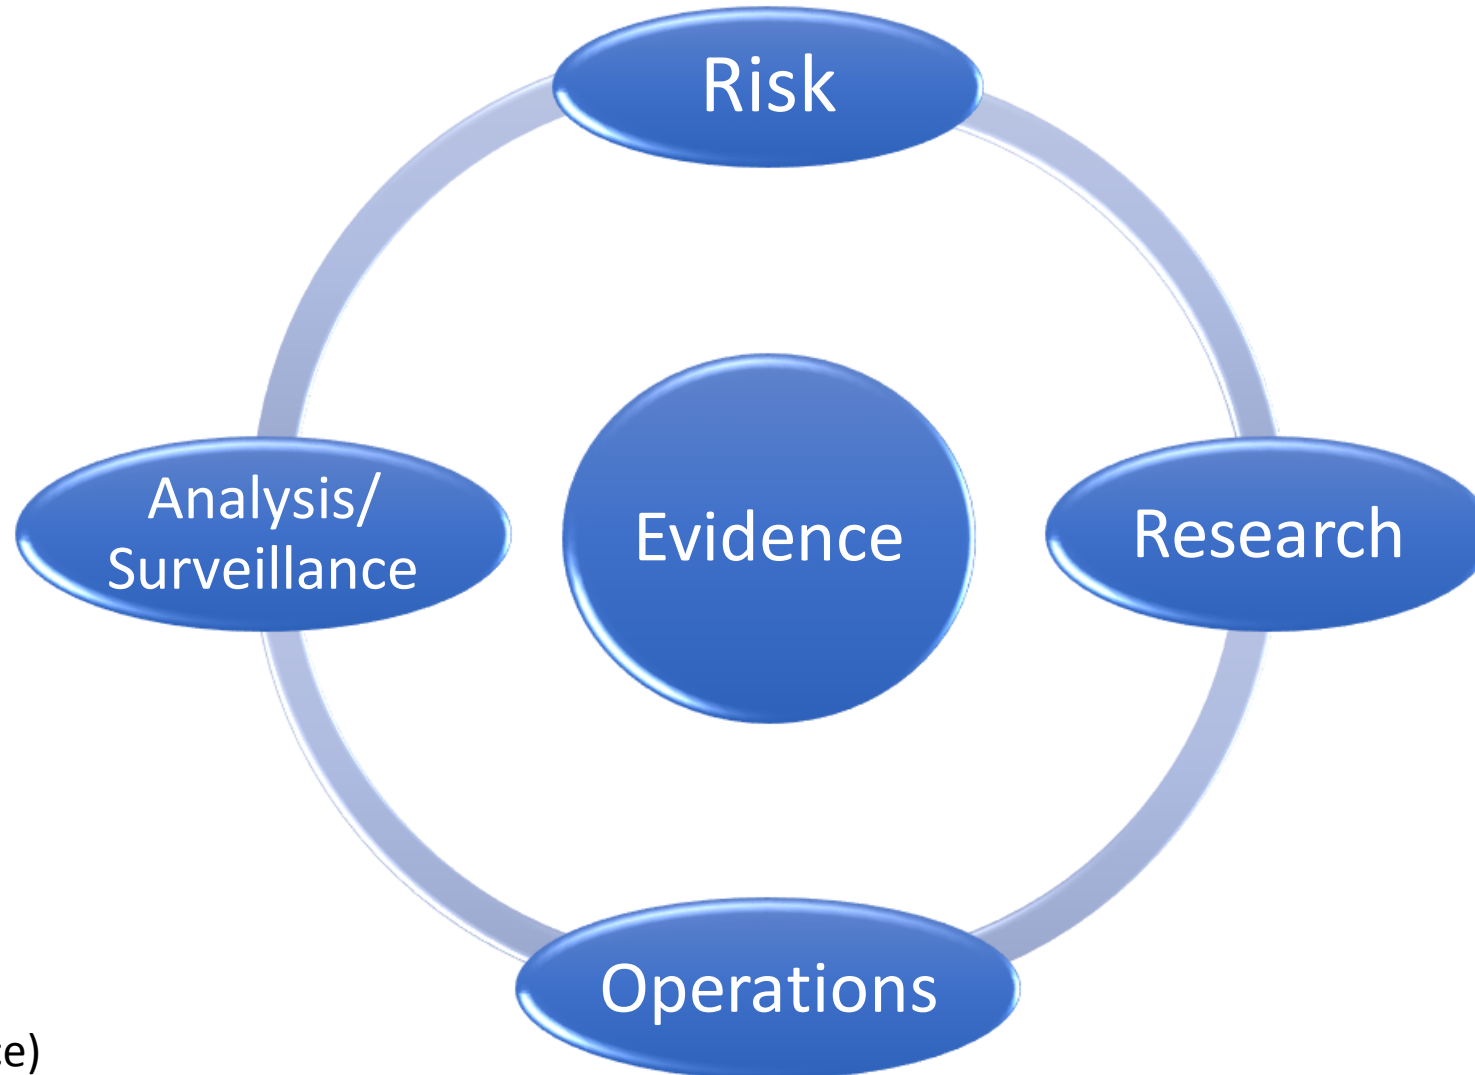 Risk
Analysis/
Surveillance
Evidence
Research
Operations